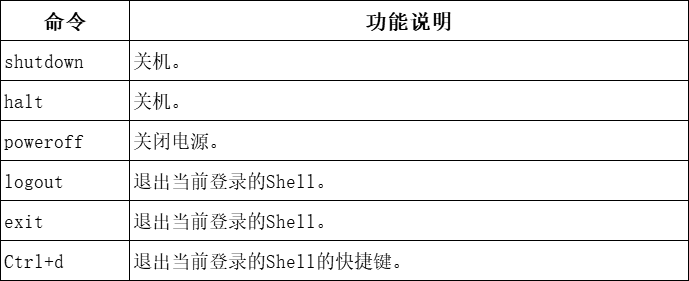 命令 功能说明
shutdown 关机。
halt 关机。
poweroff 关闭电源。
logout 退出当前登录的Shell。
exit 退出当前登录的Shell。
Ctrl+d 退出当前登录的Shell的快捷键。